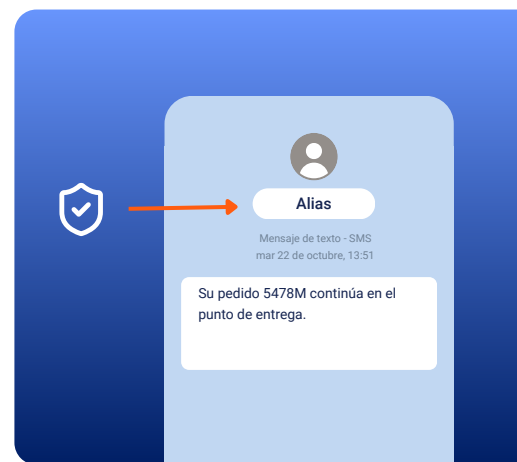 Alias
Mensaje de texto - SMS
mar 22 de octubre, 13:51
Su pedido 5478M continúa en el
punto de entrega.